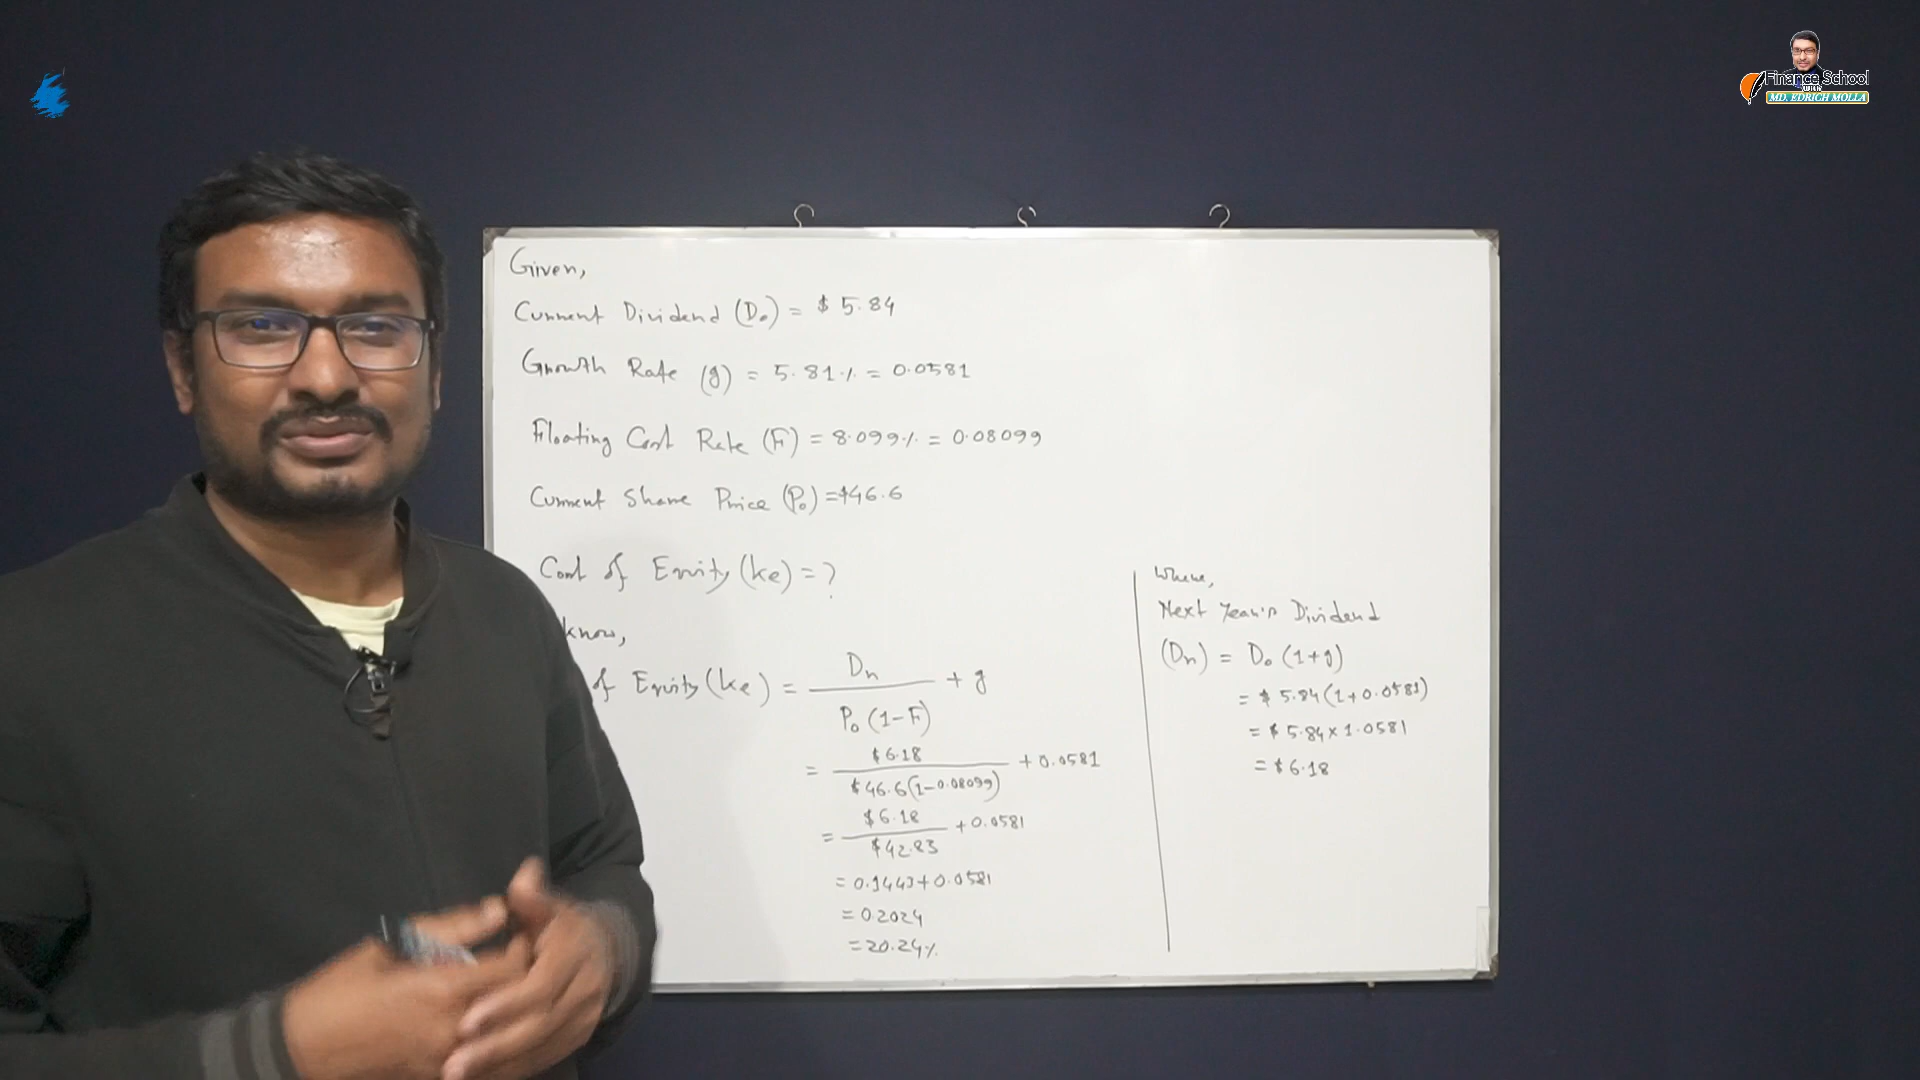 Finance School
WITH
MD. EDRICH MOLLA
Given,
Current Dividend (D₀) = $ 5.84
Growth Rate (g) = 5.81% = 0.0581
Floating Cost Rate (F) = 8.099% = 0.08099
Current Share Price (P₀) = $46.6
Cost of Equity (ke) = ?
know,
of Equity (ke) = Dn / P₀ (1-F) + g
= $6.18 / $46.6(1-0.08099) + 0.0581
= $6.18 / $42.83 + 0.0581
= 0.1443 + 0.0581
= 0.2024
= 20.24%
Where,
Next Year's Dividend
(Dn) = D₀ (1+g)
= $ 5.84 (1+0.0581)
= $ 5.84 x 1.0581
= $6.18